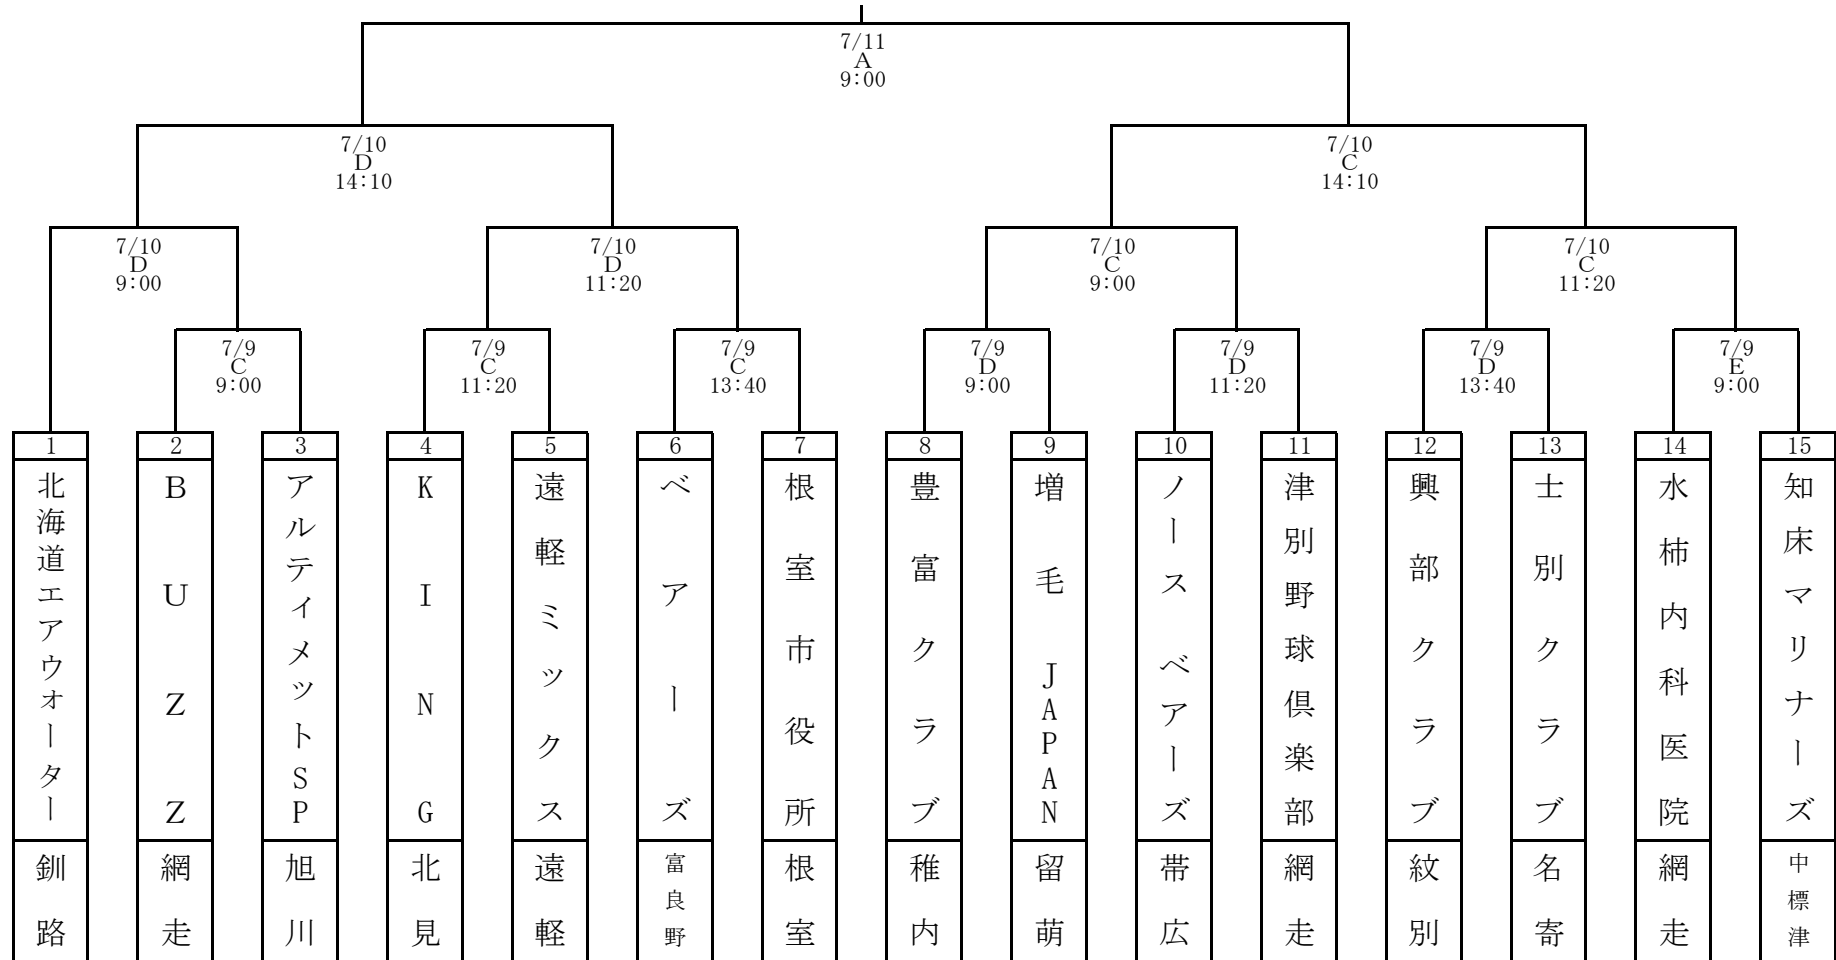 7/11
A
9:00
7/10
D
14:10
7/10
C
14:10
7/10
D
9:00
7/10
D
11:20
7/10
C
9:00
7/10
C
11:20
7/9
C
9:00
7/9
C
11:20
7/9
C
13:40
7/9
D
9:00
7/9
D
11:20
7/9
D
13:40
7/9
E
9:00
1
北海道エアウォーター
釧路
2
BUZZ
網走
3
アルティメットSP
旭川
4
KING
北見
5
遠軽ミックス
遠軽
6
ベアーズ
富良野
7
根室市役所
根室
8
豊富クラブ
稚内
9
増毛JAPAN
留萌
10
ノースベアーズ
帯広
11
津別野球倶楽部
網走
12
興部クラブ
紋別
13
士別クラブ
名寄
14
水柿内科医院
網走
15
知床マリナーズ
中標津